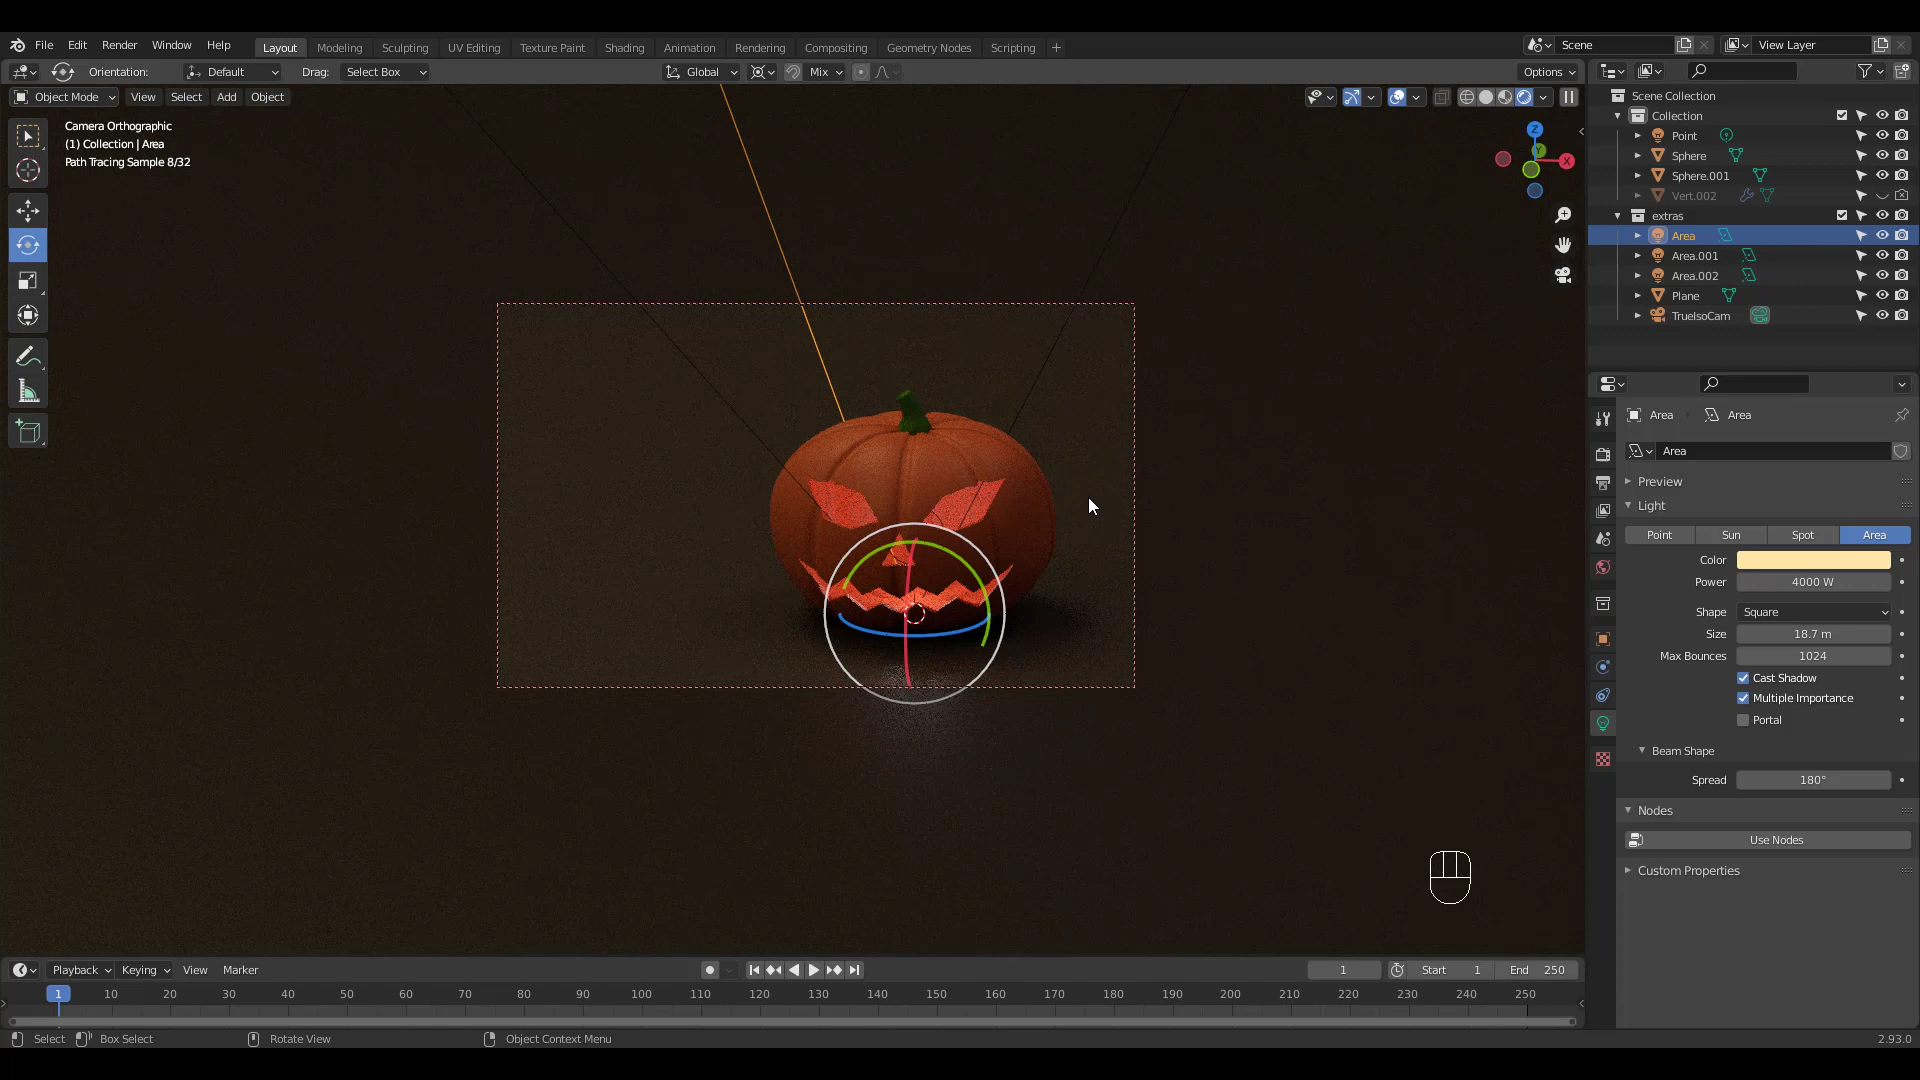 File Edit Render Window Help Layout Modeling Sculpting UV Editing Texture Paint Shading Animation Rendering Compositing Geometry Nodes Scripting + Scene View Layer
Orientation: Default Drag: Select Box Global Mix Options
Object Mode View Select Add Object
Camera Orthographic
(1) Collection | Area
Path Tracing Sample 8/32
Z
Y
X
Scene Collection
Collection
Point
Sphere
Sphere.001
Vert.002
extras
Area
Area.001
Area.002
Plane
TrueIsoCam
Area Area
Area
Preview
Light
Point Sun Spot Area
Color
Power 4000 W
Shape Square
Size 18.7 m
Max Bounces 1024
Cast Shadow
Multiple Importance
Portal
Beam Shape
Spread 180°
Nodes
Use Nodes
Custom Properties
Playback Keying View Marker 1 Start 1 End 250
1 10 20 30 40 50 60 70 80 90 100 110 120 130 140 150 160 170 180 190 200 210 220 230 240 250
Select Box Select Rotate View Object Context Menu 2.93.0